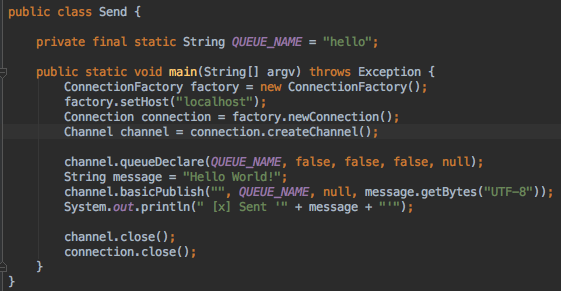 public class Send {
private final static String QUEUE_NAME = "hello";
public static void main(String[] argv) throws Exception {
ConnectionFactory factory = new ConnectionFactory();
factory.setHost("localhost");
Connection connection = factory.newConnection();
Channel channel = connection.createChannel();
channel.queueDeclare(QUEUE_NAME, false, false, false, null);
String message = "Hello World!";
channel.basicPublish("", QUEUE_NAME, null, message.getBytes("UTF-8"));
System.out.println(" [x] Sent '" + message + "'");
channel.close();
connection.close();
}
}